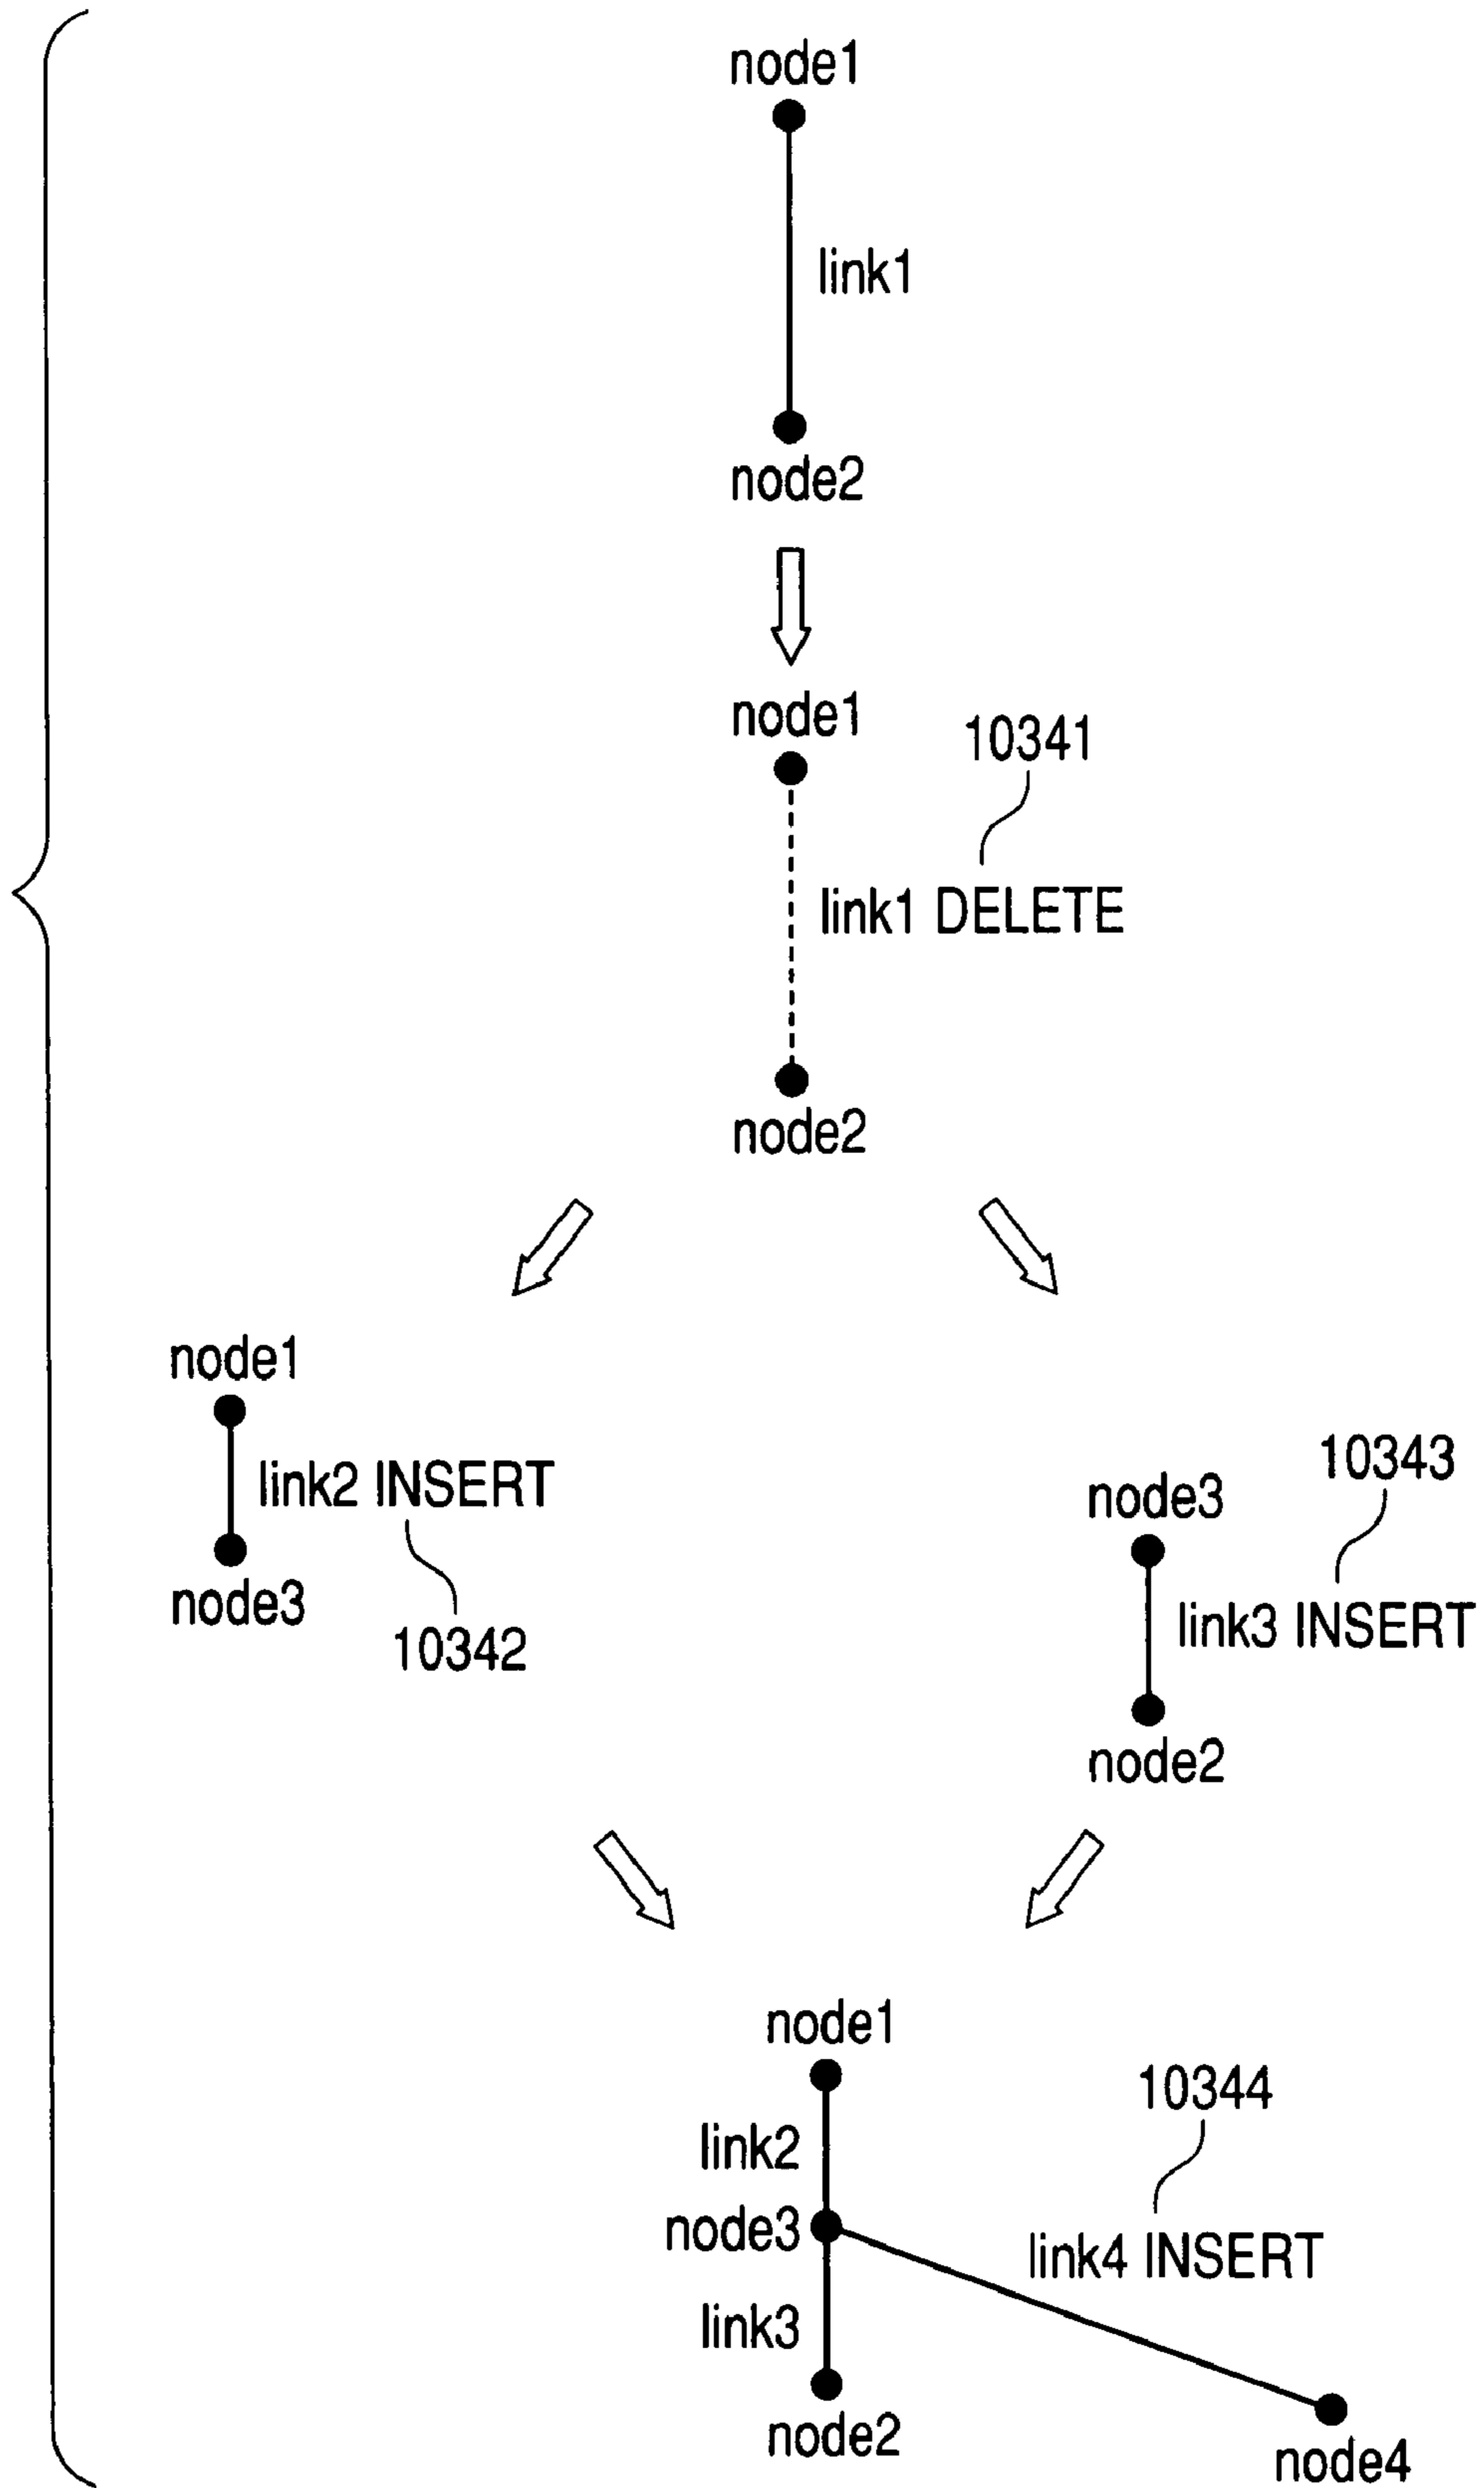 node1
link1
node2
node1
10341
link1 DELETE
node2
node1
link2 INSERT
node3
10342
10343
node3
link3 INSERT
node2
node1
10344
link2
node3
link4 INSERT
link3
node2
node4